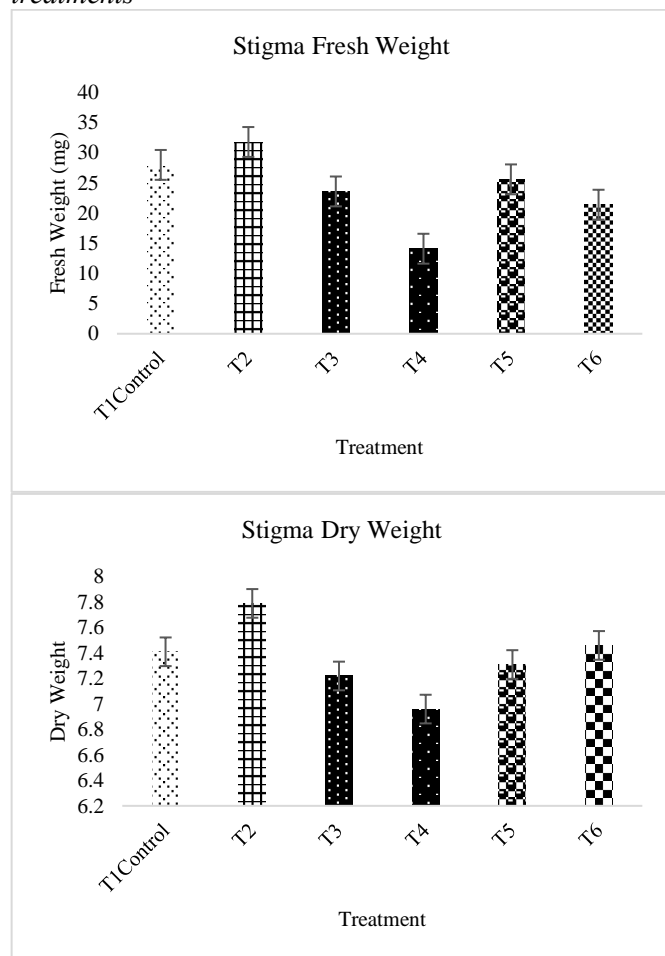 treatments
Stigma Fresh Weight
40
35
30
25
20
15
10
5
0
Fresh Weight (mg)
T1Control
T2
T3
T4
T5
T6
Treatment
Stigma Dry Weight
8
7.8
7.6
7.4
7.2
7
6.8
6.6
6.4
6.2
Dry Weight
T1Control
T2
T3
T4
T5
T6
Treatment